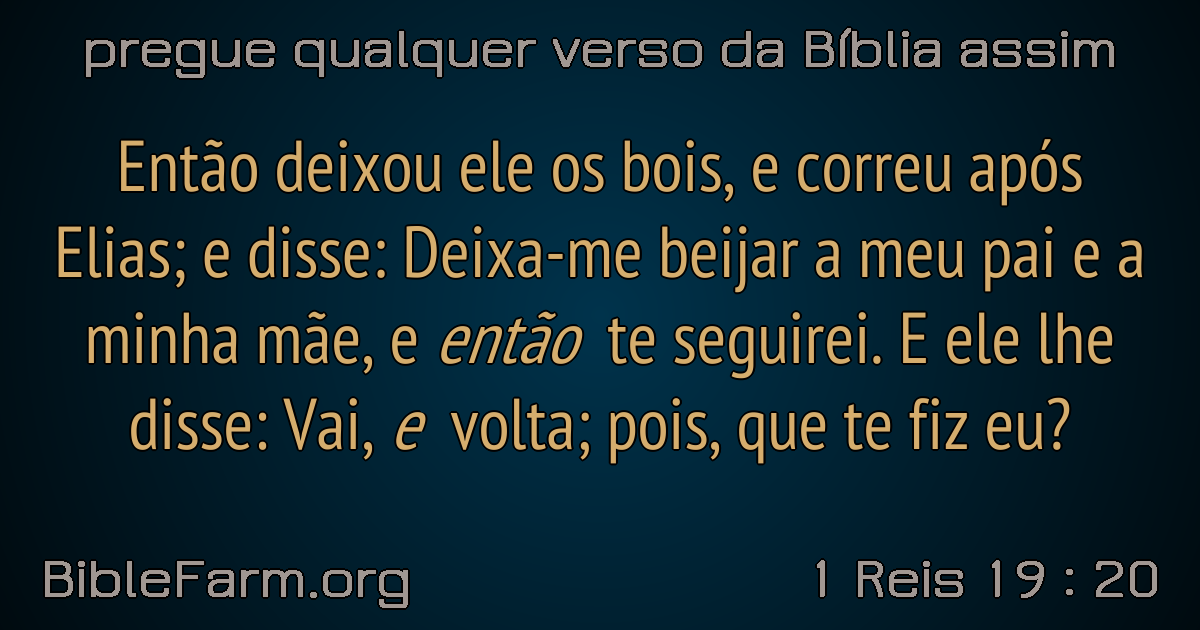 pregue qualquer verso da Bíblia assim
Então deixou ele os bois, e correu após
Elias; e disse: Deixa-me beijar a meu pai e a
minha mãe, e então te seguirei. E ele lhe
disse: Vai, e volta; pois, que te fiz eu?
BibleFarm.org
1 Reis 19 : 20